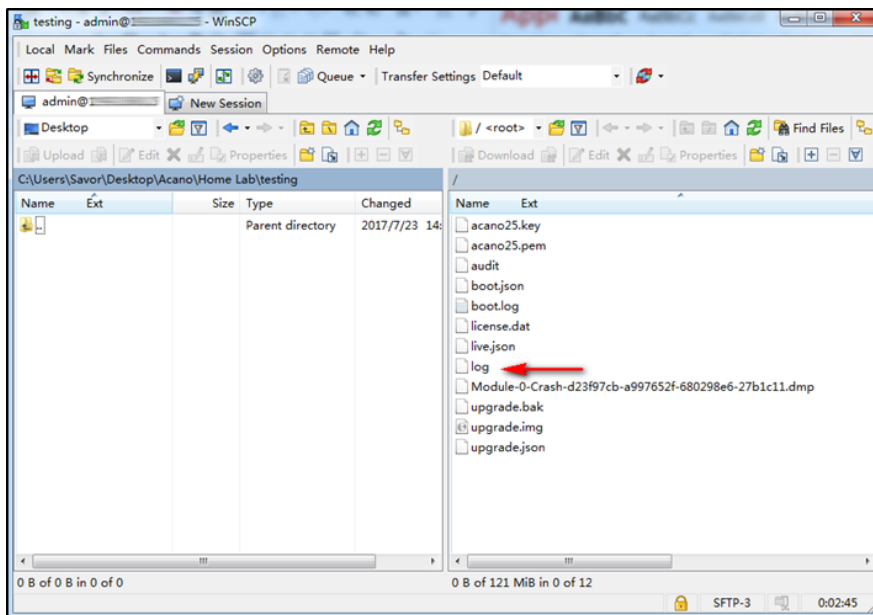 testing - admin@ - WinSCP
Local Mark Files Commands Session Options Remote Help
Synchronize Queue Transfer Settings Default
admin@ New Session
Desktop / <root> Find Files
Upload Edit Properties Download Edit Properties
C:\Users\Savor\Desktop\Acano\Home Lab\testing /
Name Ext Size Type Changed Name Ext
.. Parent directory 2017/7/23 14: acano25.key
acano25.pem
audit
boot.json
boot.log
license.dat
live.json
log
Module-0-Crash-d23f97cb-a997652f-680298e6-27b1c11.dmp
upgrade.bak
upgrade.img
upgrade.json
0 B of 0 B in 0 of 0 0 B of 121 MiB in 0 of 12
SFTP-3 0:02:45